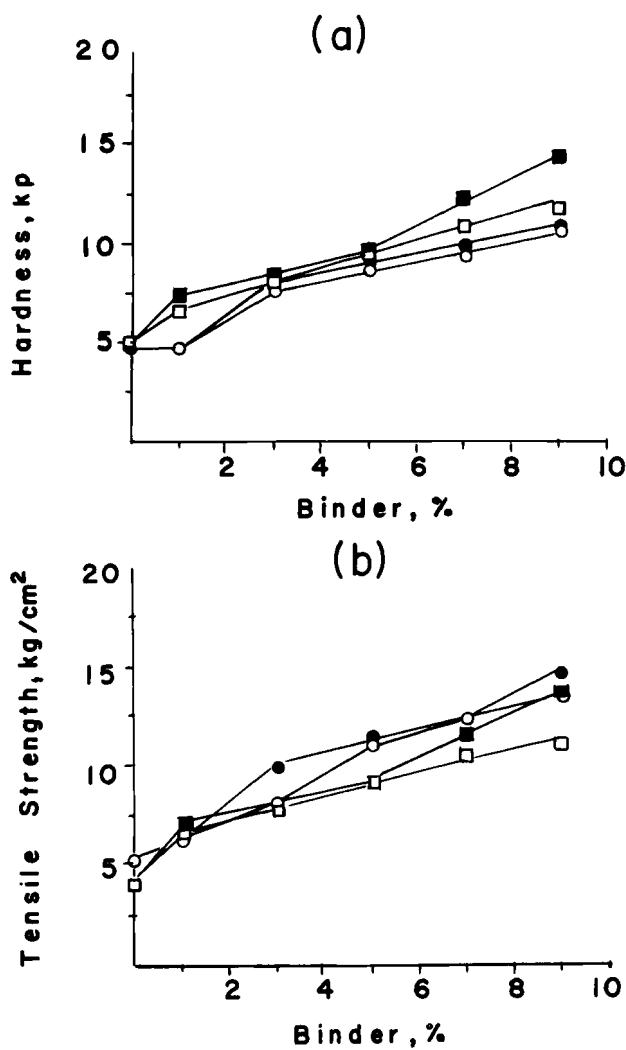 (a)
20
15
10
5
Hardness, kp
2 4 6 8 10
Binder, %
(b)
20
15
10
5
Tensile Strength, kg/cm²
2 4 6 8 10
Binder, %